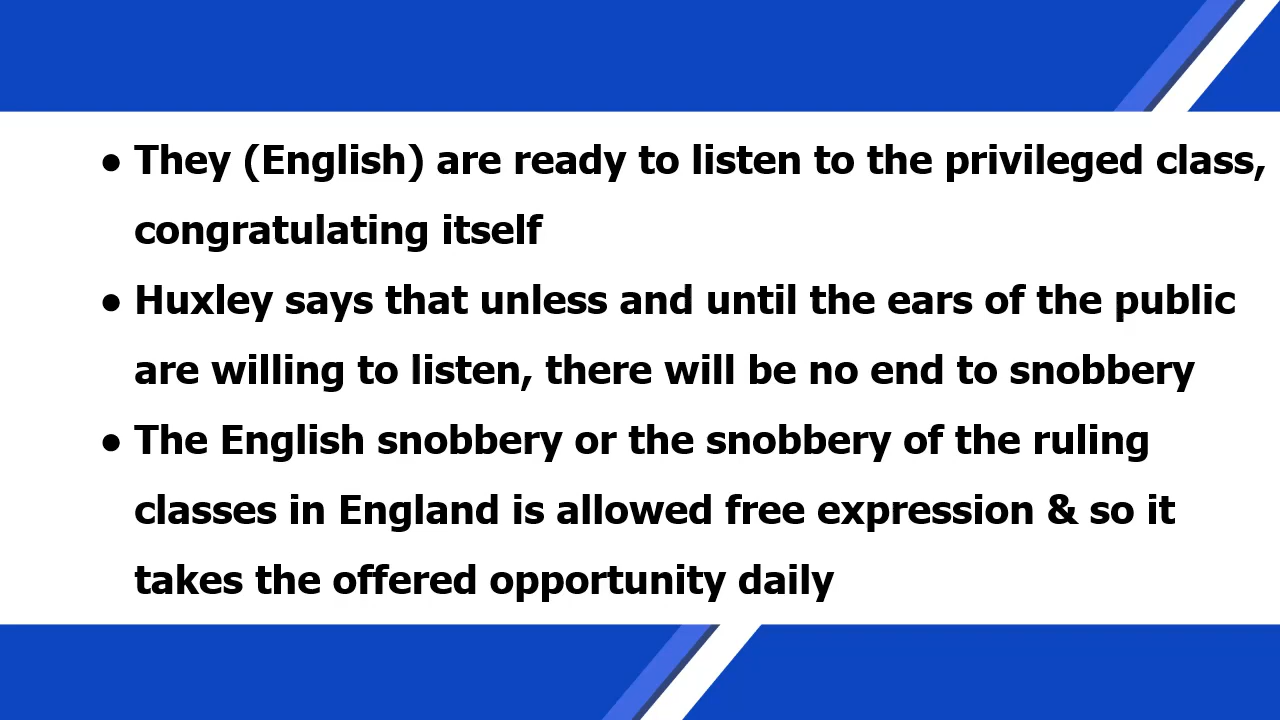 ● They (English) are ready to listen to the privileged class,
congratulating itself
● Huxley says that unless and until the ears of the public
are willing to listen, there will be no end to snobbery
● The English snobbery or the snobbery of the ruling
classes in England is allowed free expression & so it
takes the offered opportunity daily